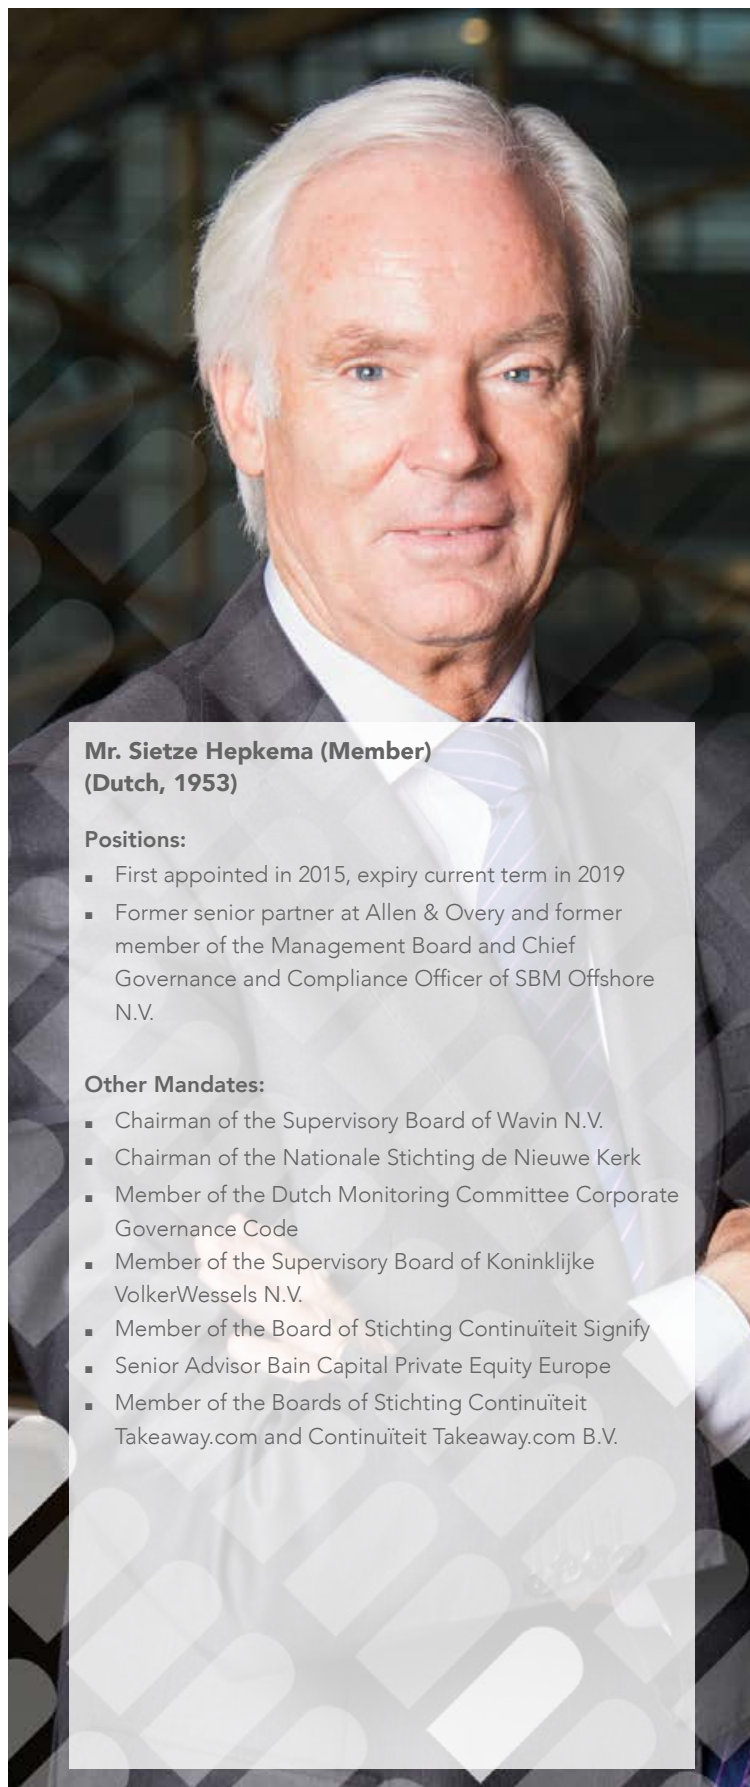 Mr. Sietze Hepkema (Member)
(Dutch, 1953)
Positions:
▪ First appointed in 2015, expiry current term in 2019
▪ Former senior partner at Allen & Overy and former
member of the Management Board and Chief
Governance and Compliance Officer of SBM Offshore
N.V.
Other Mandates:
▪ Chairman of the Supervisory Board of Wavin N.V.
▪ Chairman of the Nationale Stichting de Nieuwe Kerk
▪ Member of the Dutch Monitoring Committee Corporate
Governance Code
▪ Member of the Supervisory Board of Koninklijke
VolkerWessels N.V.
▪ Member of the Board of Stichting Continuïteit Signify
▪ Senior Advisor Bain Capital Private Equity Europe
▪ Member of the Boards of Stichting Continuïteit
Takeaway.com and Continuïteit Takeaway.com B.V.